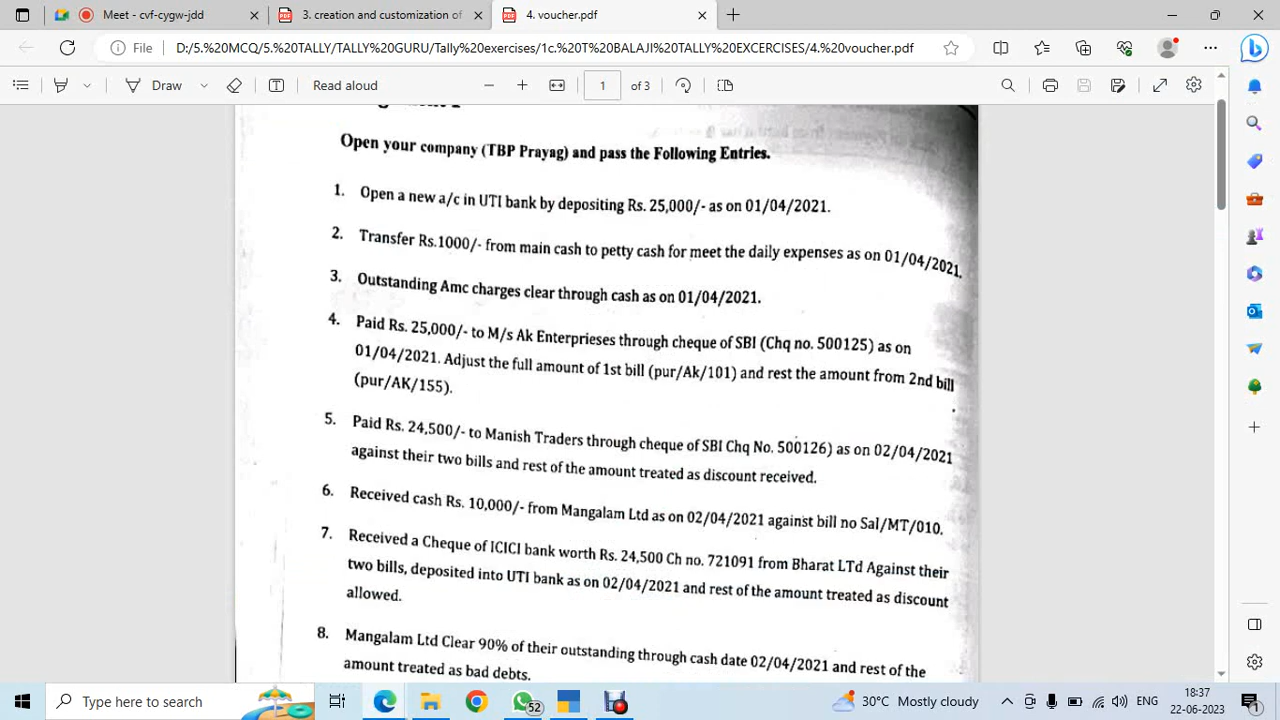 Meet - cvf-cygw-jdd
3. creation and customization of
4. voucher.pdf
File D:/5.%20MCQ/5.%20TALLY/TALLY%20GURU/Tally%20exercises/1c.%20T%20BALAJI%20TALLY%20EXCERCISES/4.%20voucher.pdf
Draw
Read aloud
1 of 3
Open your company (TBP Prayag) and pass the Following Entries.
1. Open a new a/c in UTI bank by depositing Rs. 25,000/- as on 01/04/2021.
2. Transfer Rs.1000/- from main cash to petty cash for meet the daily expenses as on 01/04/2021.
3. Outstanding Amc charges clear through cash as on 01/04/2021.
4. Paid Rs. 25,000/- to M/s Ak Enterprieses through cheque of SBI (Chq no. 500125) as on
01/04/2021. Adjust the full amount of 1st bill (pur/Ak/101) and rest the amount from 2nd bill
(pur/AK/155).
5. Paid Rs. 24,500/- to Manish Traders through cheque of SBI Chq No. 500126) as on 02/04/2021
against their two bills and rest of the amount treated as discount received.
6. Received cash Rs. 10,000/- from Mangalam Ltd as on 02/04/2021 against bill no Sal/MT/010.
7. Received a Cheque of ICICI bank worth Rs. 24,500 Ch no. 721091 from Bharat LTd Against their
two bills, deposited into UTI bank as on 02/04/2021 and rest of the amount treated as discount
allowed.
8. Mangalam Ltd Clear 90% of their outstanding through cash date 02/04/2021 and rest of the
amount treated as bad debts.
Type here to search
52
30°C Mostly cloudy
ENG
18:37
22-06-2023
1